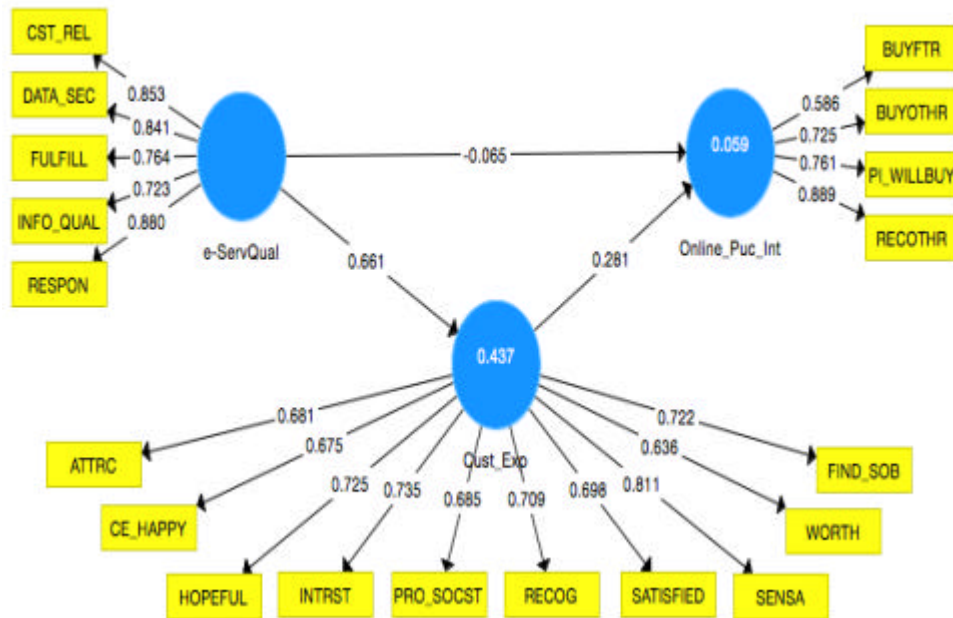 CST_REL
DATA_SEC
FULFILL
INFO_QUAL
RESPON
0.853
0.841
0.764
0.723
0.880
e-ServQual
-0.065
0.661
0.281
0.059
Online_Puc_Int
0.586
0.725
0.761
0.889
BUYFTR
BUYOTHR
PI_WILLBUY
RECOTHR
0.437
Cust_Exp
0.681
0.675
0.725
0.735
0.685
0.709
0.698
0.811
0.636
0.722
ATTRC
CE_HAPPY
HOPEFUL
INTRST
PRO_SOCST
RECOG
SATISFIED
SENSA
WORTH
FIND_SOB